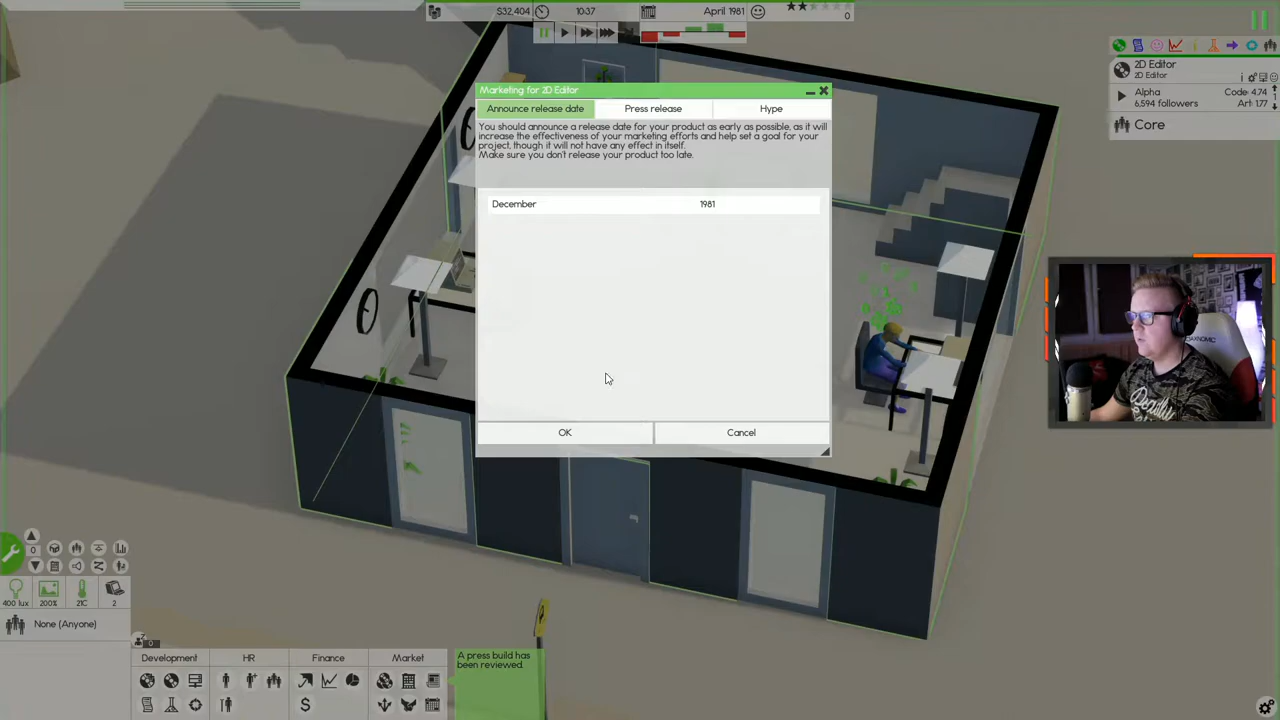 $32,404
10:37
April 1981
0
2D Editor
2D Editor
Alpha
Code: 4.74
6,594 followers
Art: 1.77
Core
Marketing for 2D Editor
Announce release date
Press release
Hype
You should announce a release date for your product as early as possible, as it will
increase the effectiveness of your marketing efforts and help set a goal for your
project, though it will not have any effect in itself.
Make sure you don't release your product too late.
December
1981
OK
Cancel
0
400 lux
200%
21C
2
None (Anyone)
0
Development
HR
Finance
Market
A press build has
been reviewed.